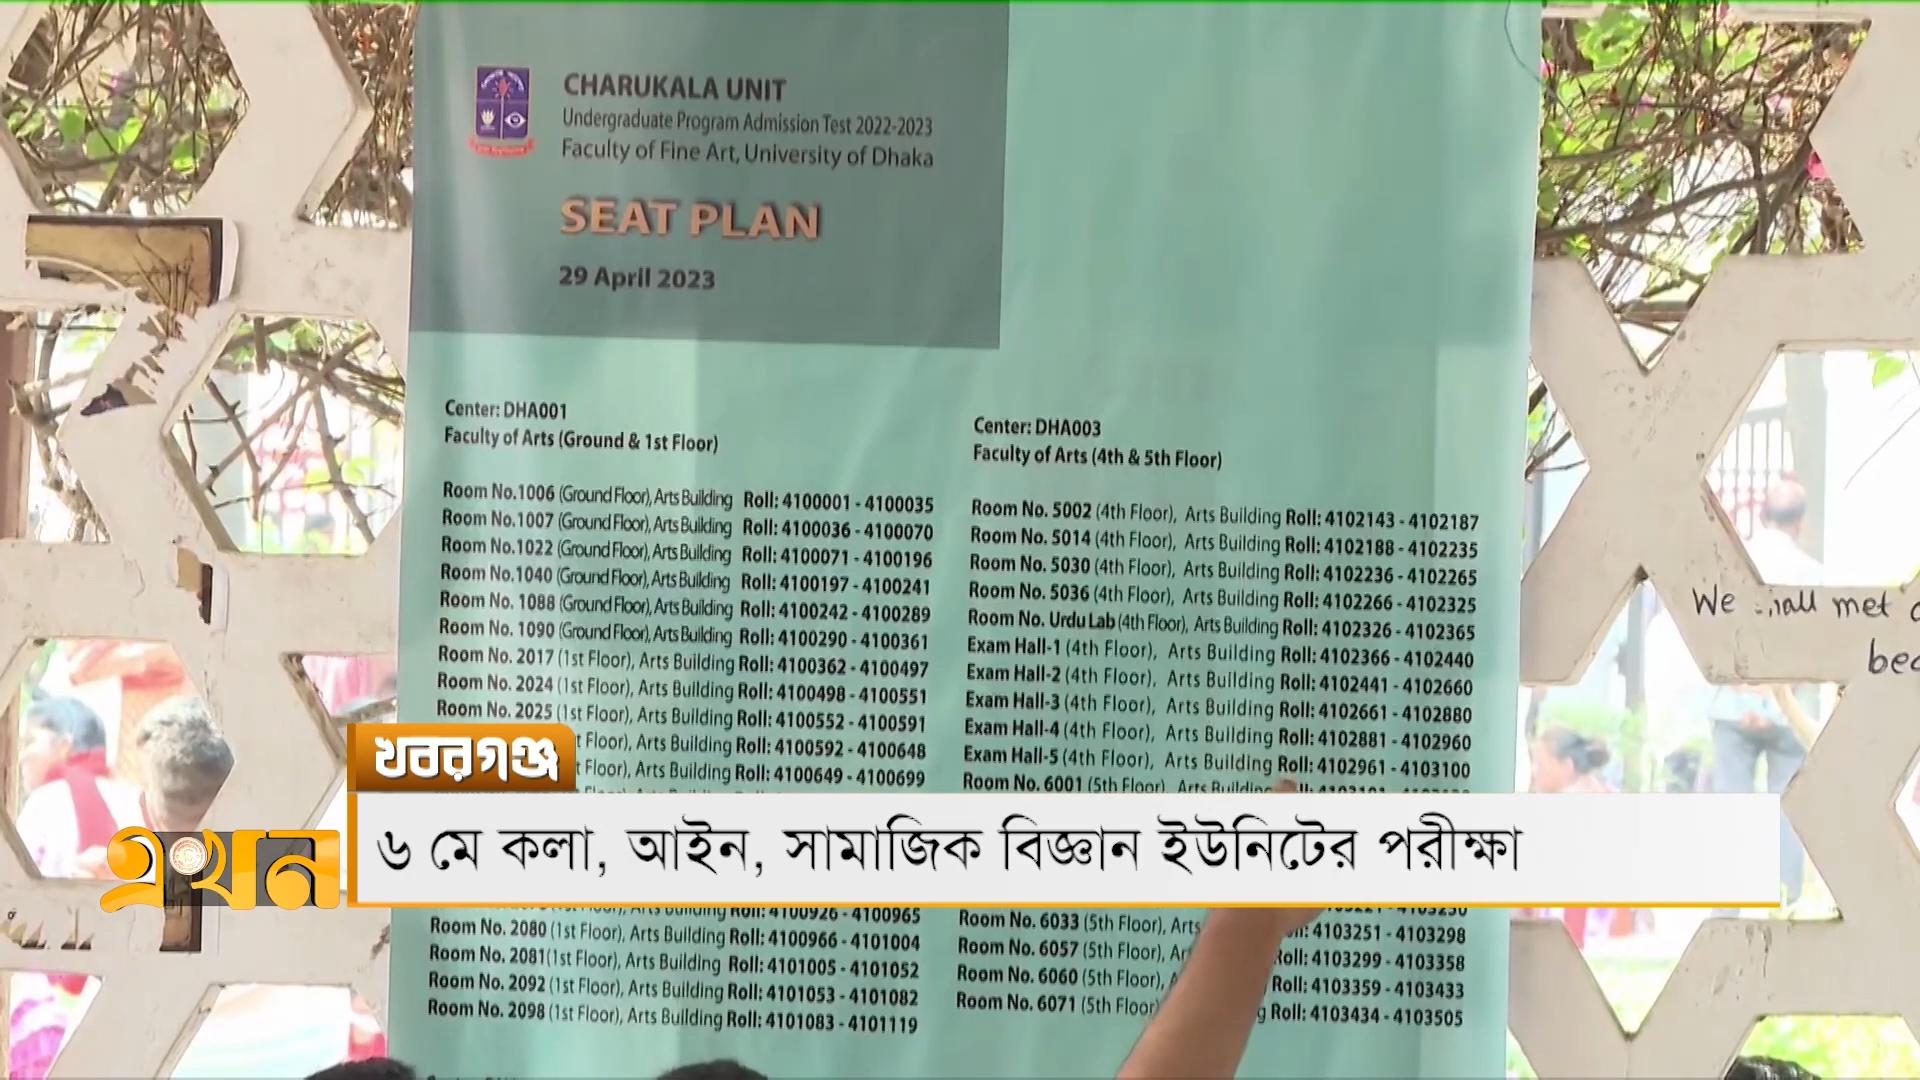 CHARUKALA UNIT
Undergraduate Program Admission Test 2022-2023
Faculty of Fine Art, University of Dhaka
SEAT PLAN
29 April 2023
Center: DHA001
Faculty of Arts (Ground & 1st Floor)
Room No.1006 (Ground Floor), Arts Building Roll: 4100001 - 4100035
Room No.1007 (Ground Floor), Arts Building Roll: 4100036 - 4100070
Room No.1022 (Ground Floor), Arts Building Roll: 4100071 - 4100196
Room No.1040 (Ground Floor), Arts Building Roll: 4100197 - 4100241
Room No. 1088 (Ground Floor), Arts Building Roll: 4100242 - 4100289
Room No. 1090 (Ground Floor), Arts Building Roll: 4100290 - 4100361
Room No. 2017 (1st Floor), Arts Building Roll: 4100362 - 4100497
Room No. 2024 (1st Floor), Arts Building Roll: 4100498 - 4100551
Room No. 2025 (1st Floor), Arts Building Roll: 4100552 - 4100591
t Floor), Arts Building Roll: 4100592 - 4100648
t Floor), Arts Building Roll: 4100649 - 4100699
Arts Building Roll: 4100926 - 4100965
Room No. 2080 (1st Floor), Arts Building Roll: 4100966 - 4101004
Room No. 2081(1st Floor), Arts Building Roll: 4101005 - 4101052
Room No. 2092 (1st Floor), Arts Building Roll: 4101053 - 4101082
Room No. 2098 (1st Floor), Arts Building Roll: 4101083 - 4101119
Center: DHA003
Faculty of Arts (4th & 5th Floor)
Room No. 5002 (4th Floor), Arts Building Roll: 4102143 - 4102187
Room No. 5014 (4th Floor), Arts Building Roll: 4102188 - 4102235
Room No. 5030 (4th Floor), Arts Building Roll: 4102236 - 4102265
Room No. 5036 (4th Floor), Arts Building Roll: 4102266 - 4102325
Room No. Urdu Lab (4th Floor), Arts Building Roll: 4102326 - 4102365
Exam Hall-1 (4th Floor), Arts Building Roll: 4102366 - 4102440
Exam Hall-2 (4th Floor), Arts Building Roll: 4102441 - 4102660
Exam Hall-3 (4th Floor), Arts Building Roll: 4102661 - 4102880
Exam Hall-4 (4th Floor), Arts Building Roll: 4102881 - 4102960
Exam Hall-5 (4th Floor), Arts Building Roll: 4102961 - 4103100
Room No. 6001 (5th Floor), Arts Building
Room No. 6033 (5th Floor), Arts 4103251 - 4103298
Room No. 6057 (5th Floor), Roll: 4103299 - 4103358
Room No. 6060 (5th Floor), Roll: 4103359 - 4103433
Room No. 6071 (5th Floor) g Roll: 4103434 - 4103505
We met
খবরগঞ্জ
এখন
৬ মে কলা, আইন, সামাজিক বিজ্ঞান ইউনিটের পরীক্ষা